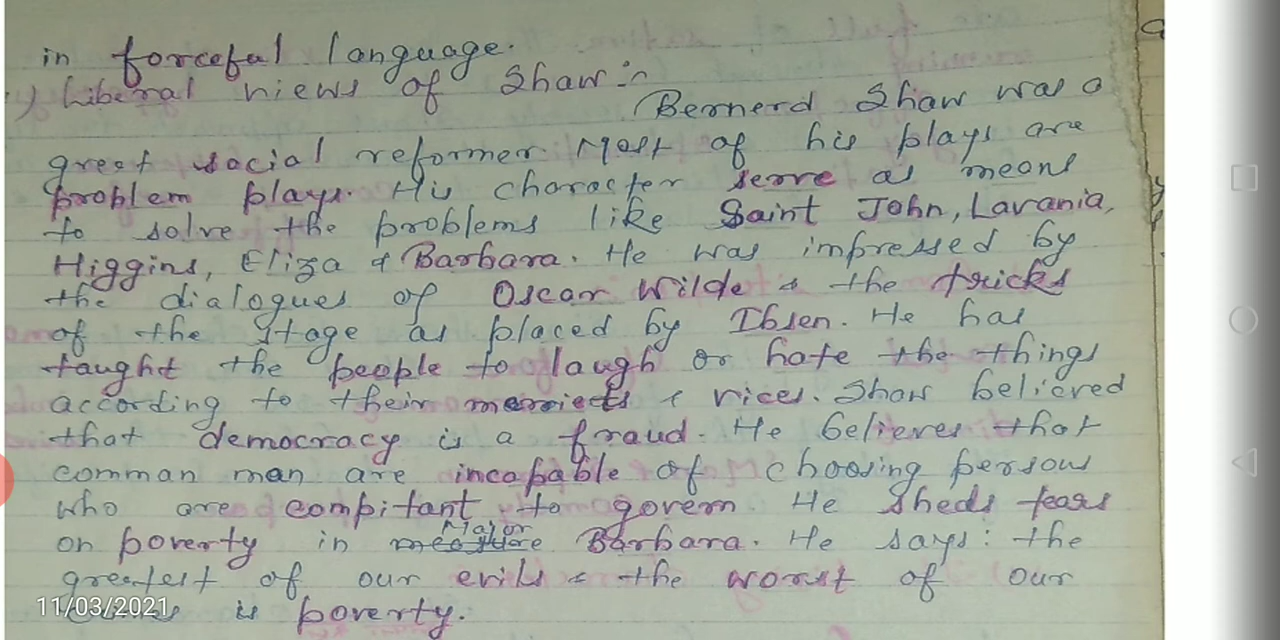 in forceful language.
) Liberal views of Shaw :~
Bernerd Shaw was a
great social reformer. Most of his plays are
problem plays. His character serve as means
to solve the problems like Saint John, Lavania,
Higgins, Eliza & Barbara. He was impressed by
the dialogues of Oscar Wilde & the tricks
of the stage as placed by Ibsen. He has
taught the people to laugh or hate the things
according to their & vices. Shaw believed
that democracy is a fraud. He believes that
comman man are incapable of choosing persons
who are compitant to govern. He sheds tears
on poverty in Major Barbara. He says: the
greatest of our evils & the worst of our
11/03/2021 is poverty.